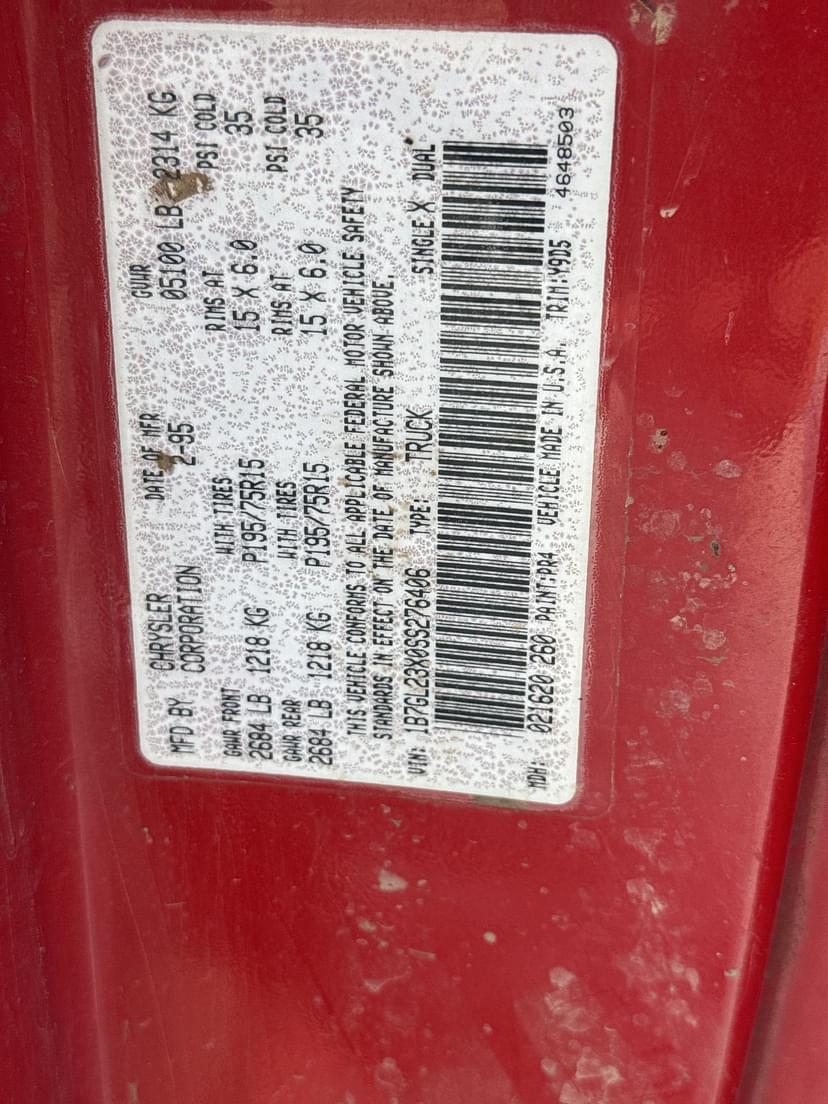 MFD BY CHRYSLER CORPORATION DATE OF MFR 2-95 GVWR 05100 LB 2314 KG
GAWR FRONT WITH TIRES RIMS AT PSI COLD
2684 LB 1218 KG P195/75R15 15 X 6.0 35
GAWR REAR WITH TIRES RIMS AT PSI COLD
2684 LB 1218 KG P195/75R15 15 X 6.0 35
THIS VEHICLE CONFORMS TO ALL APPLICABLE FEDERAL MOTOR VEHICLE SAFETY
STANDARDS IN EFFECT ON THE DATE OF MANUFACTURE SHOWN ABOVE.
VIN: 1B7GL23X0SS276406 TYPE: TRUCK SINGLE X DUAL
MDH: 021620 260 PAINT:PR4 VEHICLE MADE IN U.S.A. TRIM:Y9D5
4648503